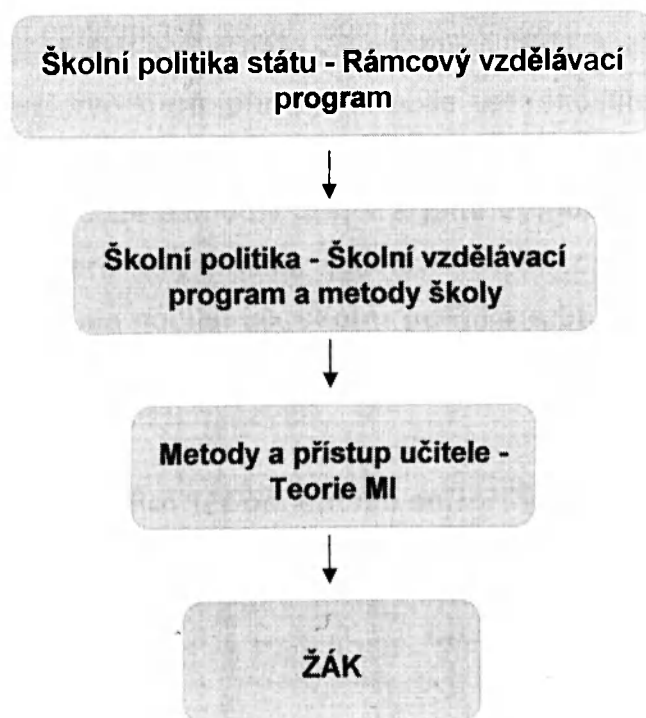 Školní politika státu - Rámcový vzdělávací
program
Školní politika - Školní vzdělávací
program a metody školy
Metody a přístup učitele -
Teorie MI
ŽÁK